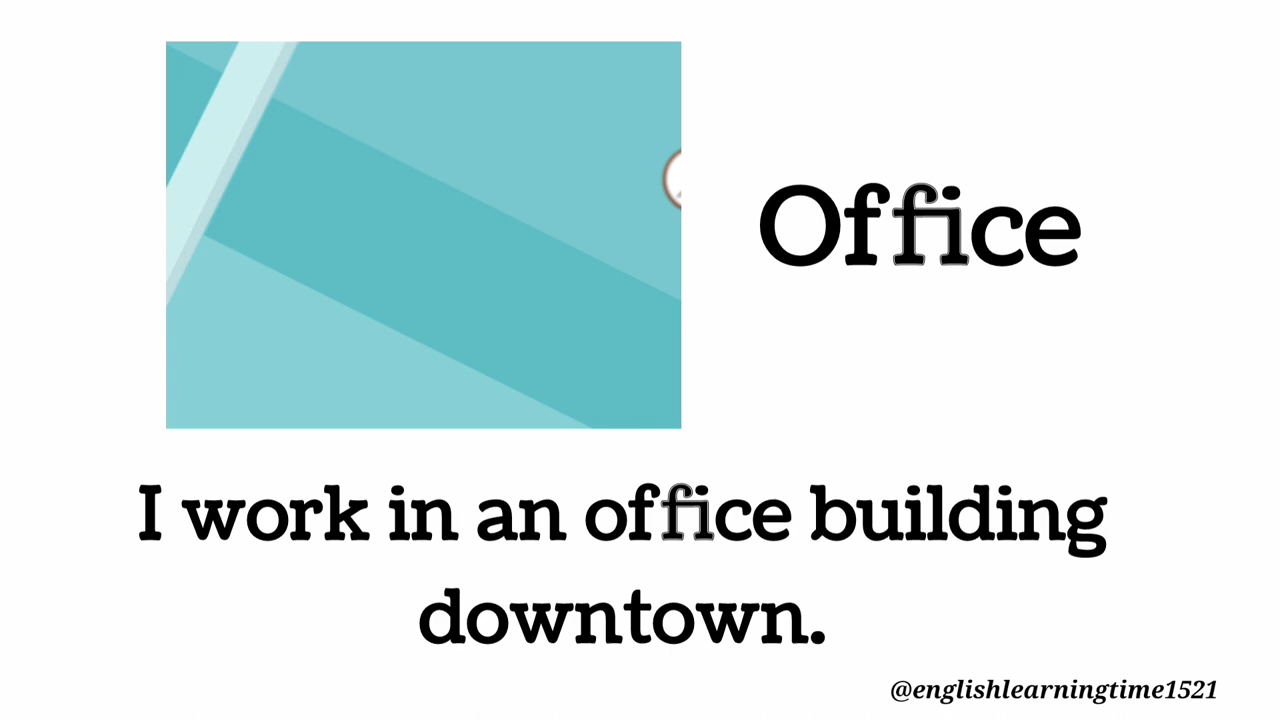 Office
I work in an office building
downtown.
@englishlearningtime1521